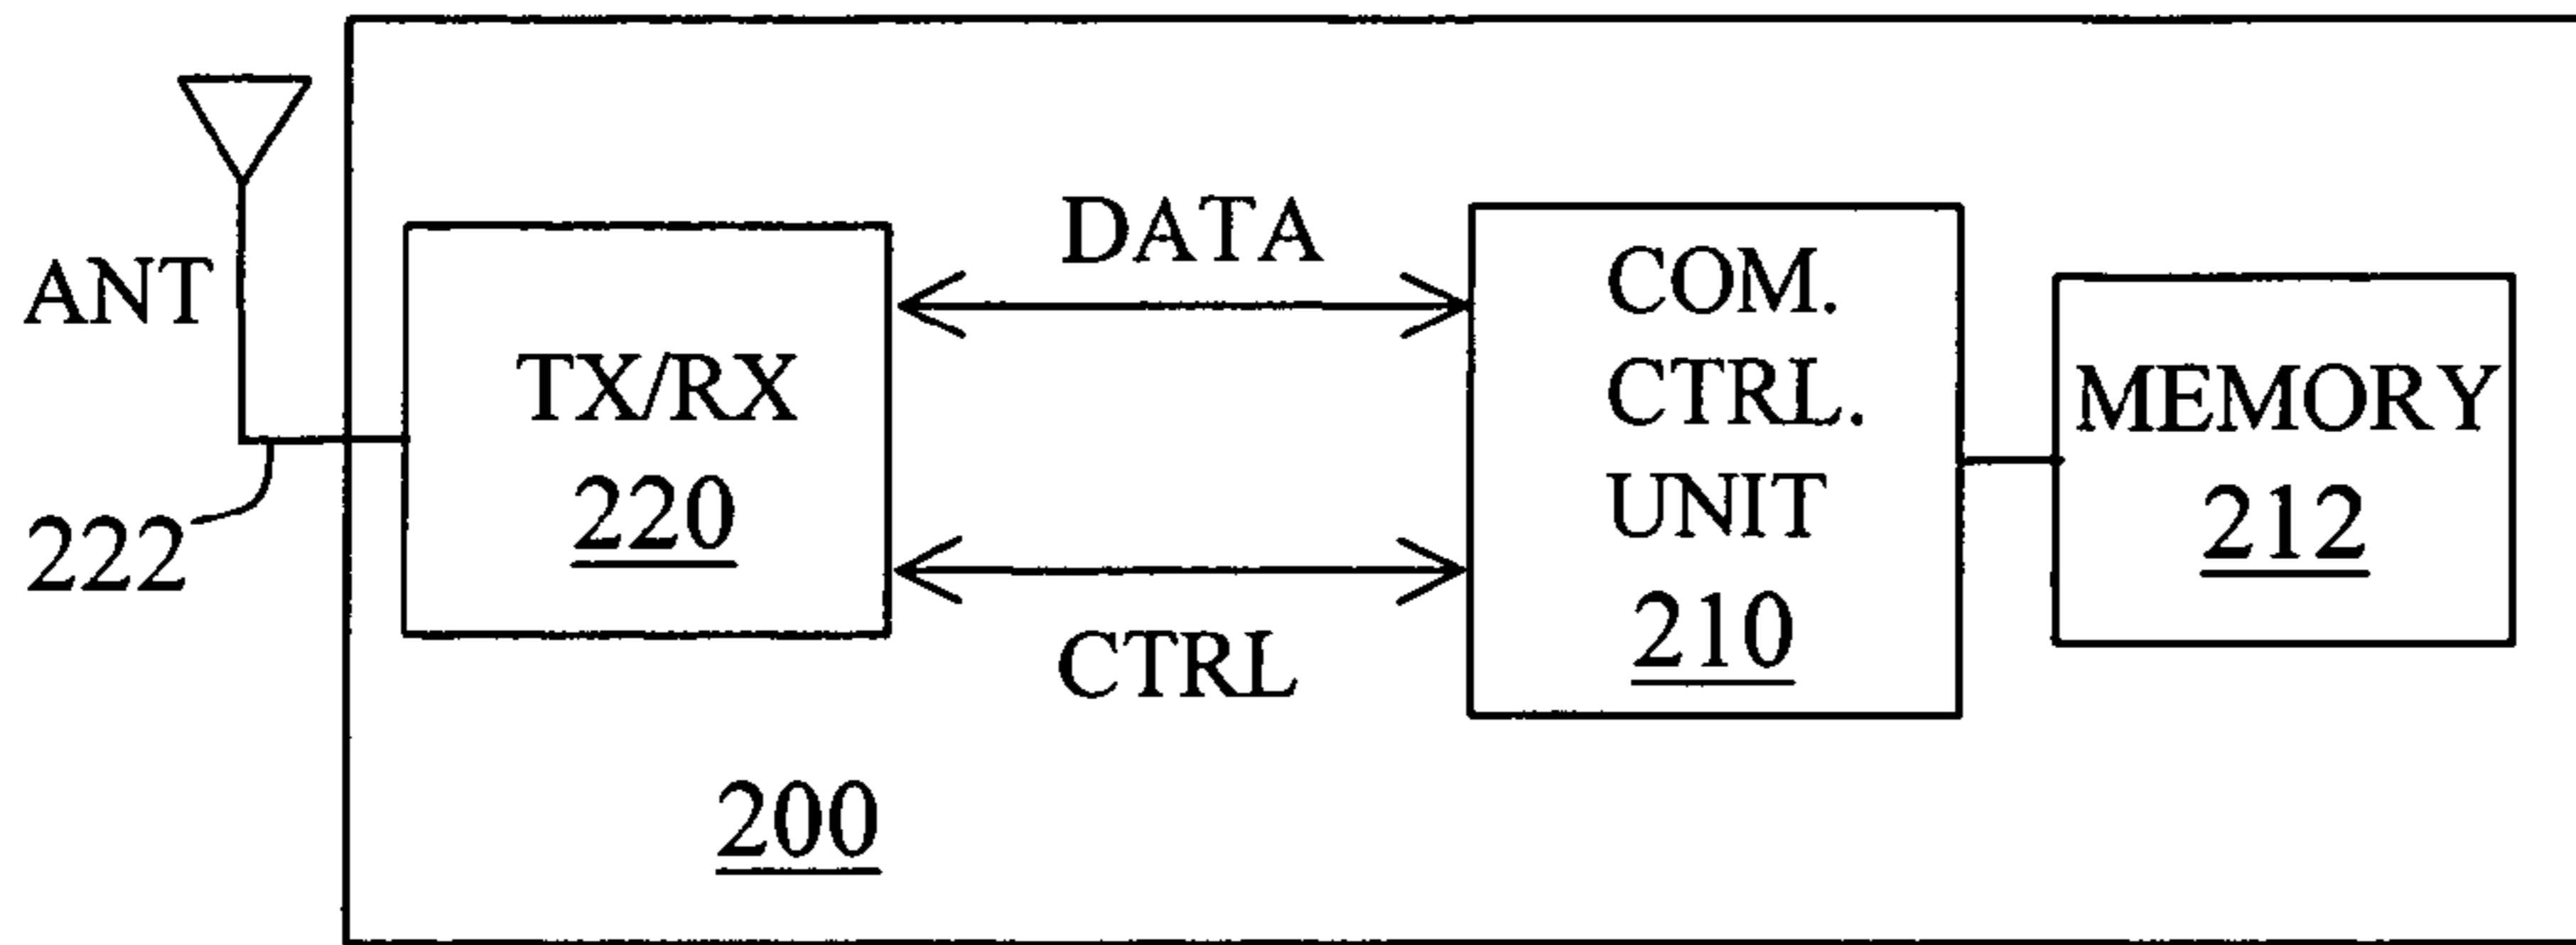 ANT
222
TX/RX
220
DATA
CTRL
COM.
CTRL.
UNIT
210
MEMORY
212
200